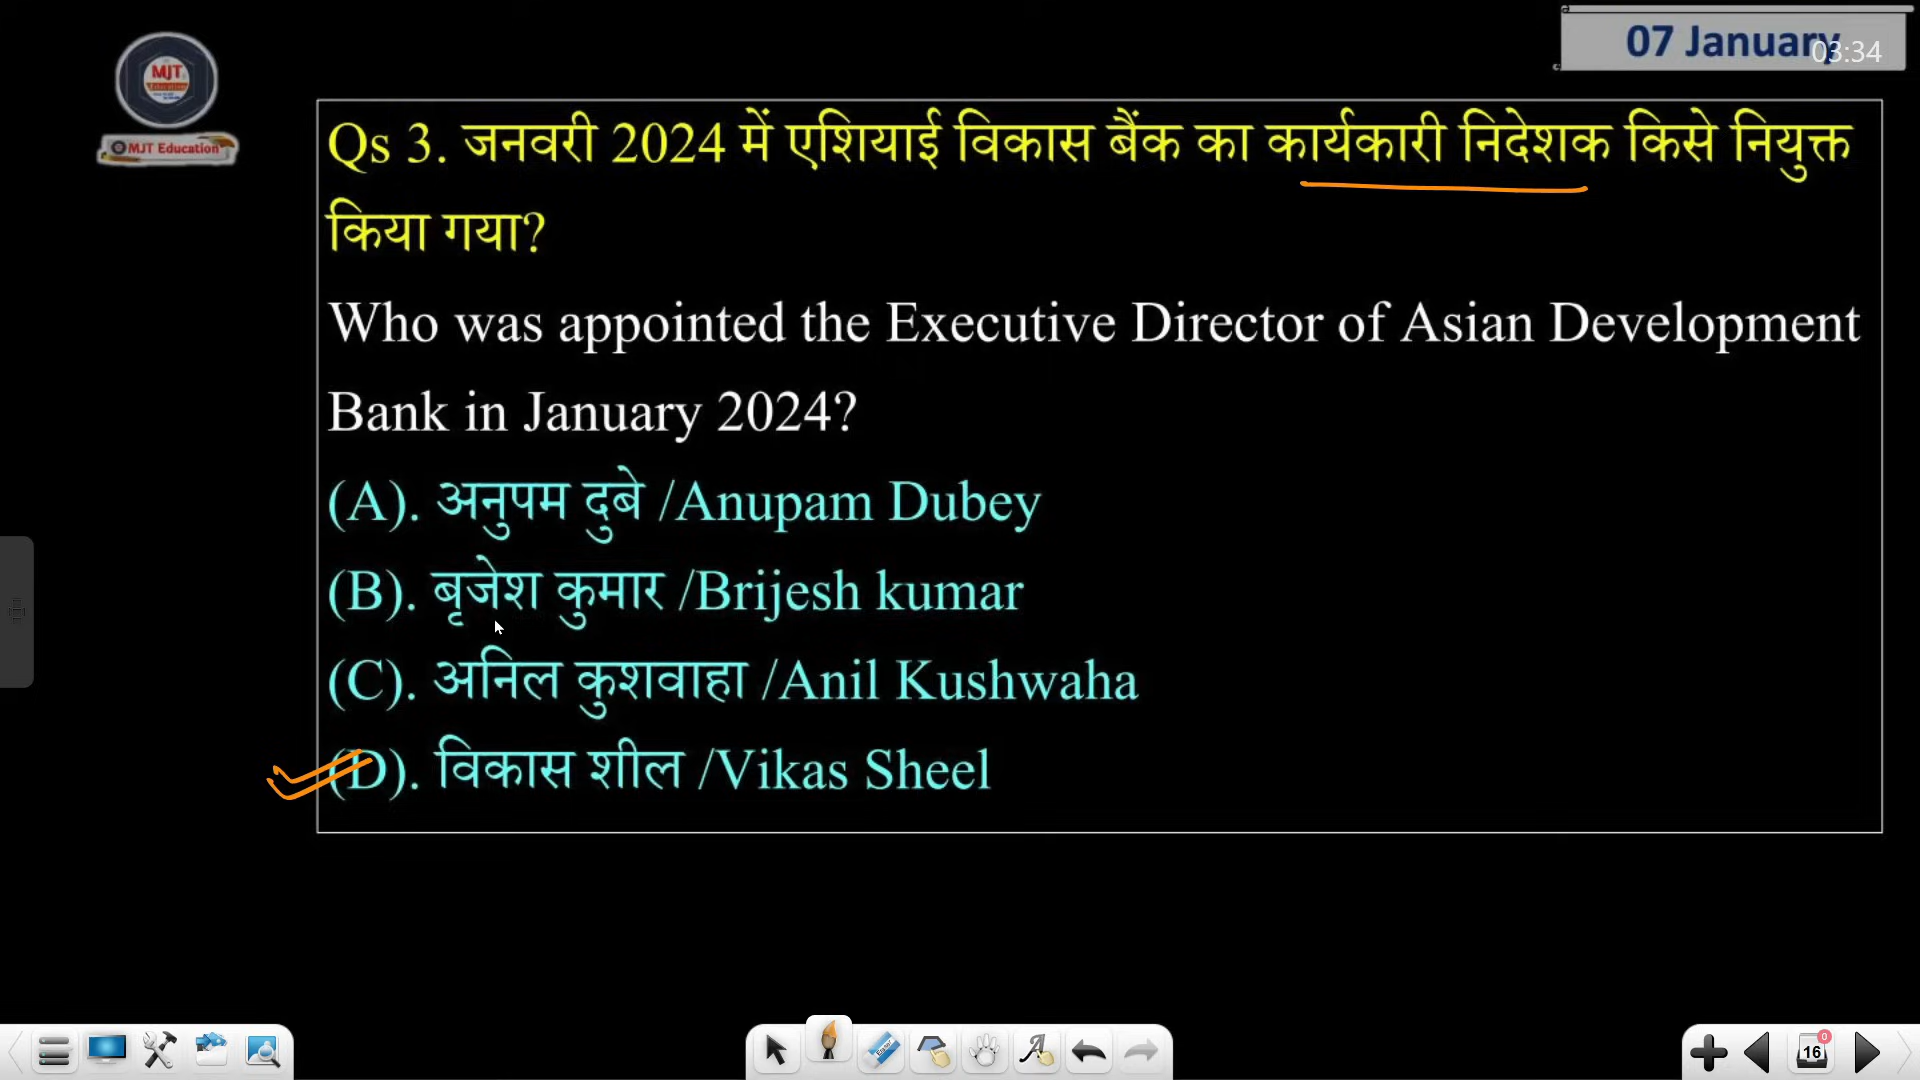 07 January
03:34
MJT
MJT Education
Qs 3. जनवरी 2024 में एशियाई विकास बैंक का कार्यकारी निदेशक किसे नियुक्त
किया गया?
Who was appointed the Executive Director of Asian Development
Bank in January 2024?
(A). अनुपम दुबे /Anupam Dubey
(B). बृजेश कुमार /Brijesh kumar
(C). अनिल कुशवाहा /Anil Kushwaha
(D). विकास शील /Vikas Sheel
16
0